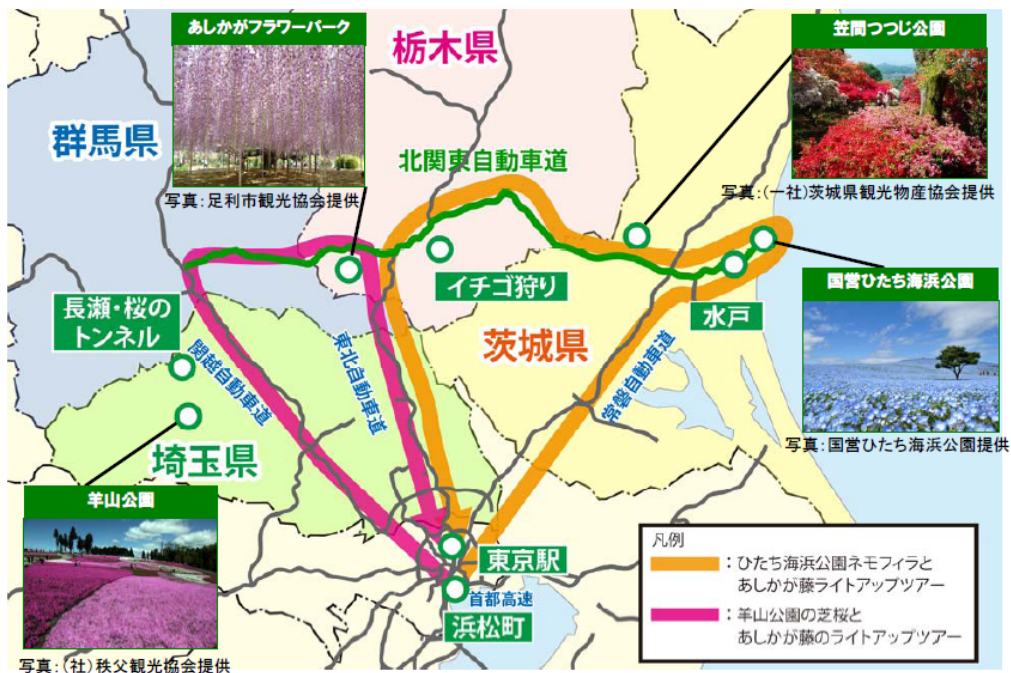 あしかがフラワーパーク
写真:足利市観光協会提供
栃木県
笠間つつじ公園
写真:(一社)茨城県観光物産協会提供
群馬県
北関東自動車道
国営ひたち海浜公園
写真:国営ひたち海浜公園提供
イチゴ狩り
水戸
長瀬・桜の
トンネル
茨城県
関越自動車道
東北自動車道
常磐自動車道
埼玉県
羊山公園
写真:(社)秩父観光協会提供
東京駅
首都高速
浜松町
凡例
:ひたち海浜公園ネモフィラと
あしかが藤ライトアップツアー
:羊山公園の芝桜と
あしかが藤のライトアップツアー